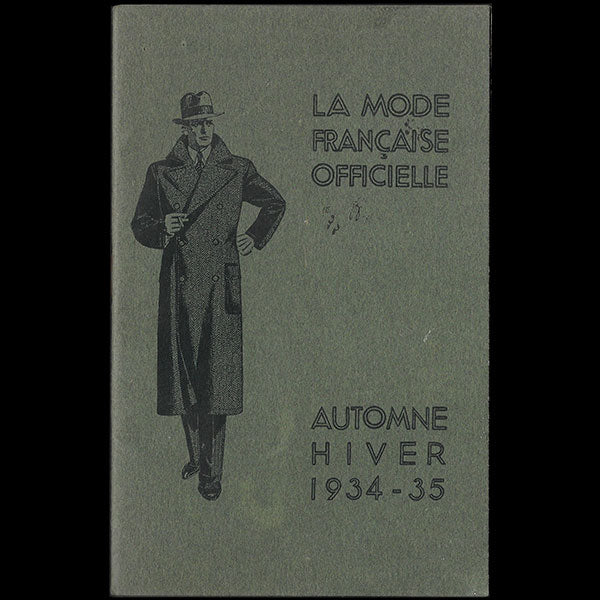 LA MODE
FRANÇAISE
OFFICIELLE
AUTOMNE
HIVER
1934-35